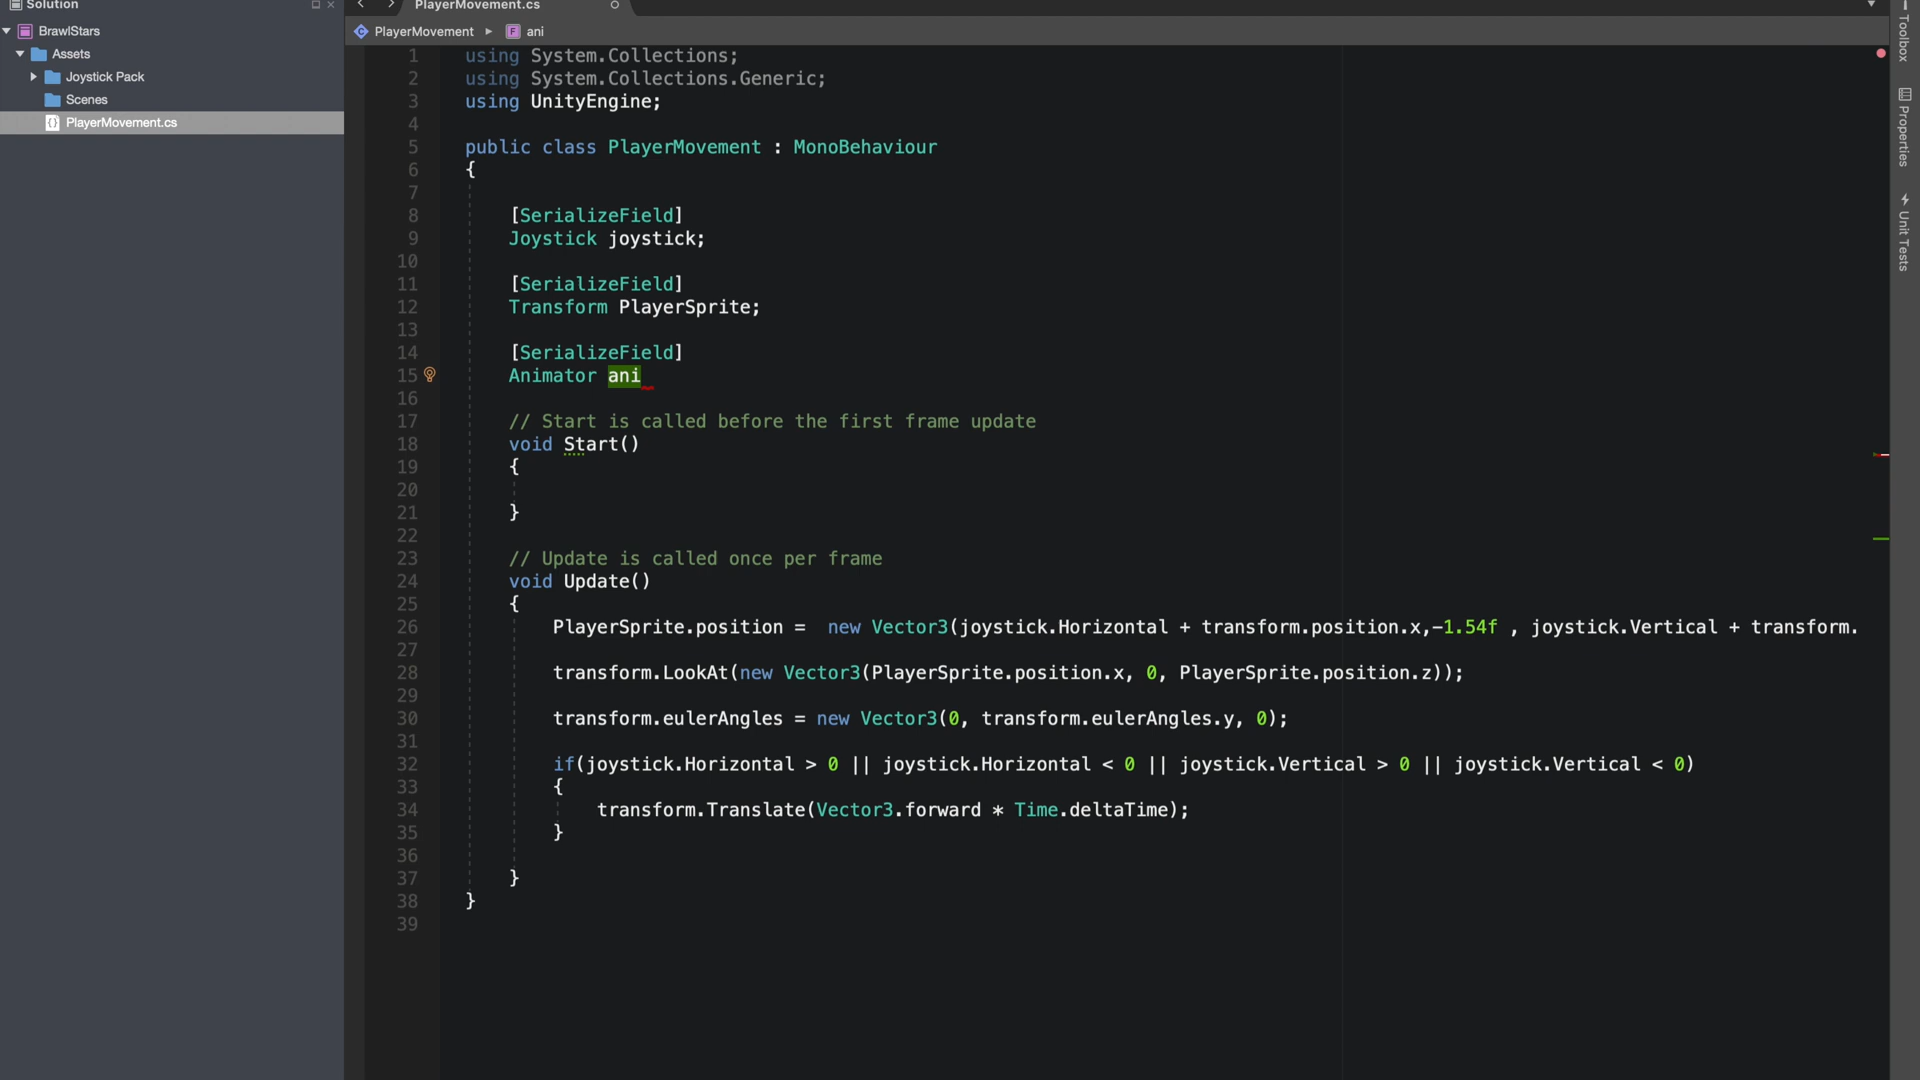 Solution
PlayerMovement.cs
BrawlStars
PlayerMovement
ani
Assets
Joystick Pack
Scenes
PlayerMovement.cs
1 using System.Collections;
2 using System.Collections.Generic;
3 using UnityEngine;
4
5 public class PlayerMovement : MonoBehaviour
6 {
7
8 [SerializeField]
9 Joystick joystick;
10
11 [SerializeField]
12 Transform PlayerSprite;
13
14 [SerializeField]
15 Animator ani
16
17 // Start is called before the first frame update
18 void Start()
19 {
20
21 }
22
23 // Update is called once per frame
24 void Update()
25 {
26 PlayerSprite.position =  new Vector3(joystick.Horizontal + transform.position.x,-1.54f , joystick.Vertical + transform.
27
28 transform.LookAt(new Vector3(PlayerSprite.position.x, 0, PlayerSprite.position.z));
29
30 transform.eulerAngles = new Vector3(0, transform.eulerAngles.y, 0);
31
32 if(joystick.Horizontal > 0 || joystick.Horizontal < 0 || joystick.Vertical > 0 || joystick.Vertical < 0)
33 {
34 transform.Translate(Vector3.forward * Time.deltaTime);
35 }
36
37 }
38 }
39
Toolbox
Properties
Unit Tests